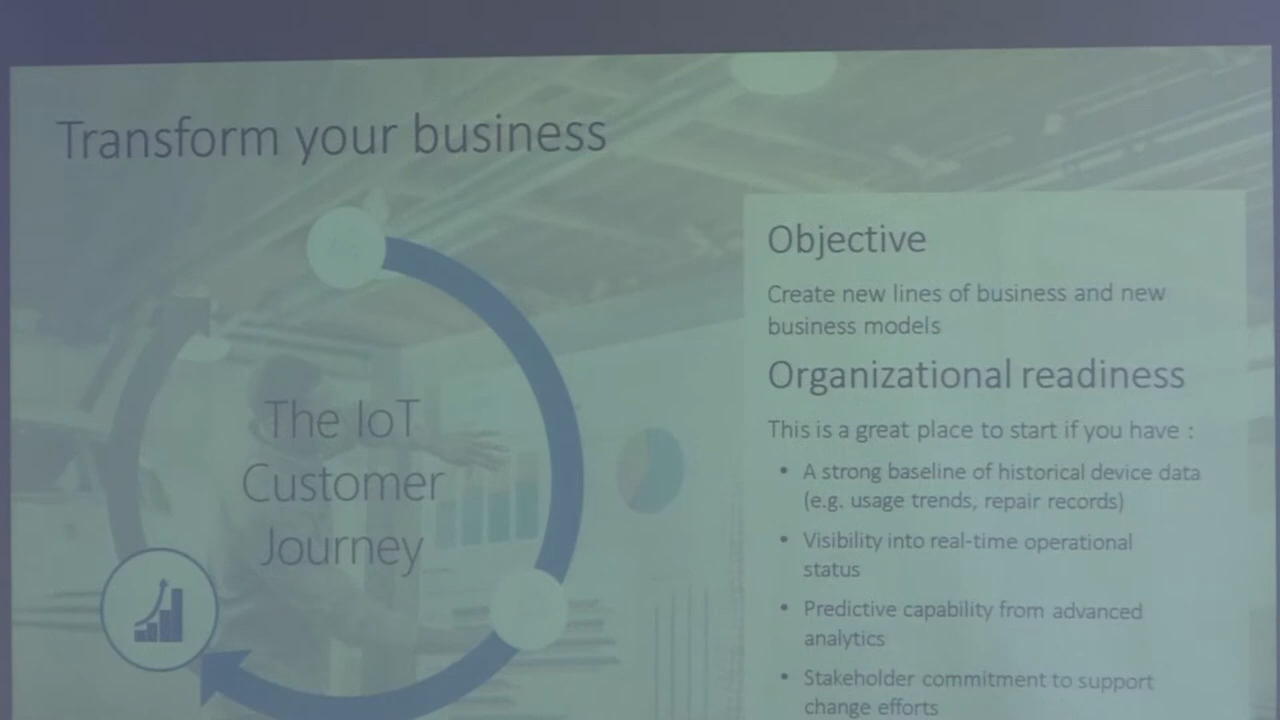 Transform your business
The IoT
Customer
Journey
Objective
Create new lines of business and new
business models
Organizational readiness
This is a great place to start if you have :
• A strong baseline of historical device data
(e.g. usage trends, repair records)
• Visibility into real-time operational
status
• Predictive capability from advanced
analytics
• Stakeholder commitment to support
change efforts